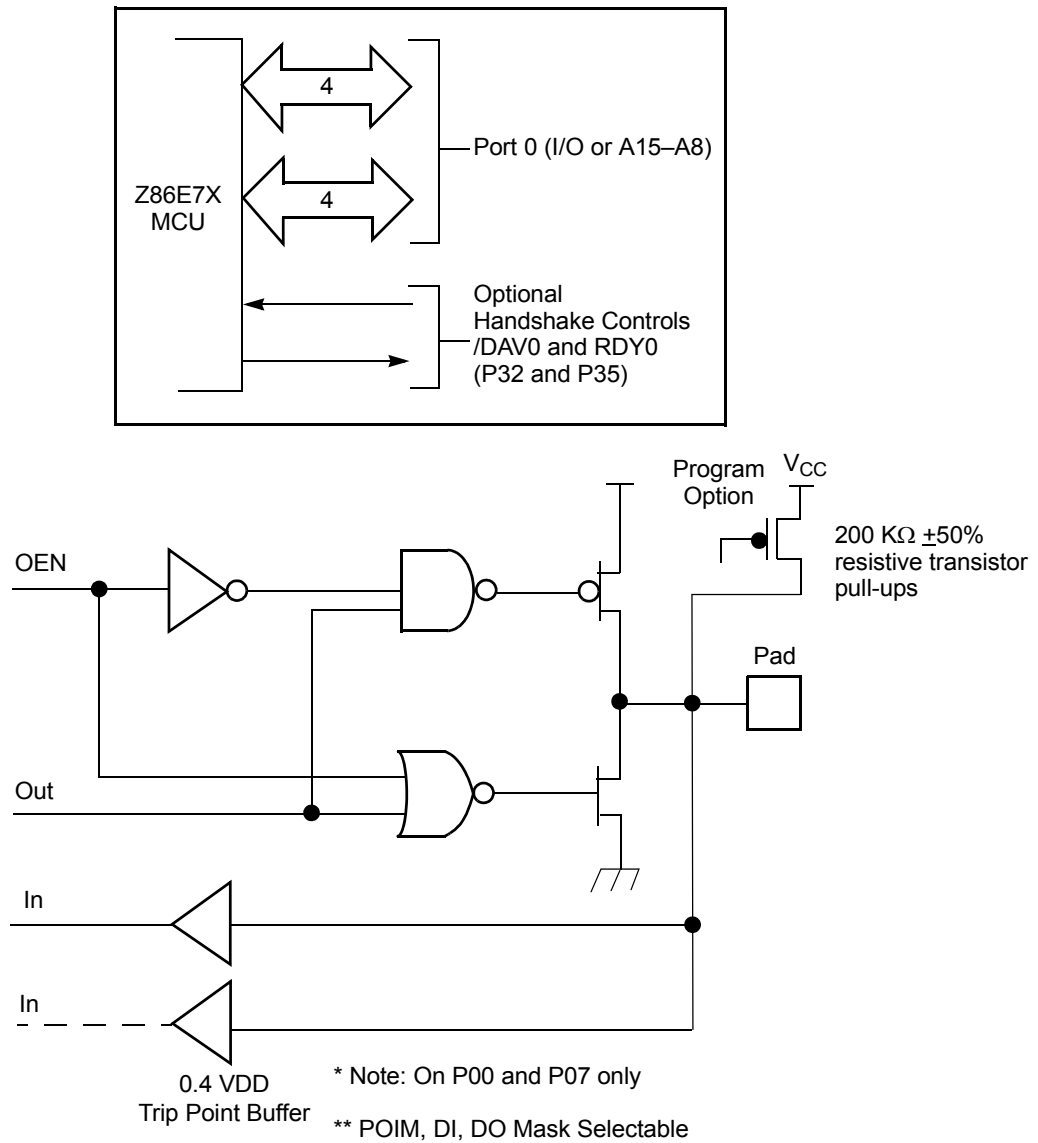 4
Port 0 (I/O or A15–A8)
Z86E7X
MCU
4
Optional
Handshake Controls
/DAV0 and RDY0
(P32 and P35)
Program
Option
VCC
200 KΩ ±50%
resistive transistor
pull-ups
OEN
Pad
Out
In
In
0.4 VDD
Trip Point Buffer
* Note: On P00 and P07 only
** POIM, DI, DO Mask Selectable